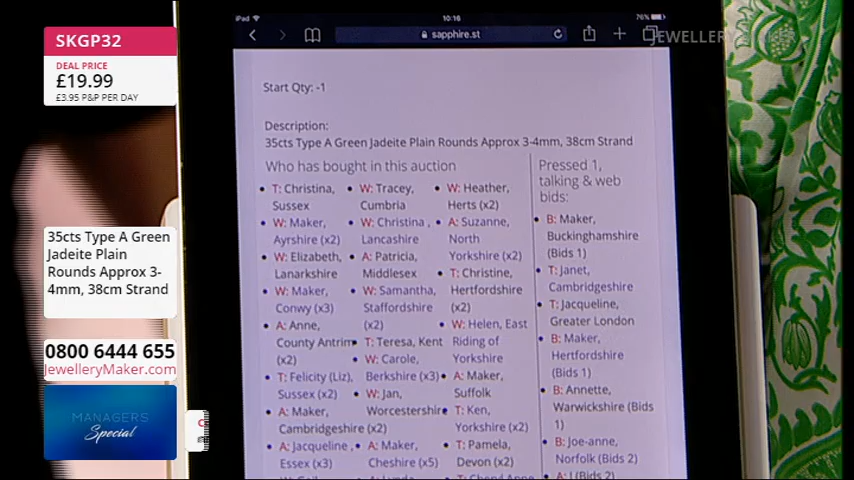 SKGP32
DEAL PRICE
£19.99
£3.95 P&P PER DAY
35cts Type A Green
Jadeite Plain
Rounds Approx 3-
4mm, 38cm Strand
0800 6444 655
JewelleryMaker.com
MANAGERS
Special
iPad
10:16
76%
sapphire.st
JEWELLERY
Start Qty: -1
Description:
35cts Type A Green Jadeite Plain Rounds Approx 3-4mm, 38cm Strand
Who has bought in this auction
T: Christina,
Sussex
W: Maker,
Ayrshire (x2)
W: Elizabeth,
Lanarkshire
W: Maker,
Conwy (x3)
A: Anne,
County Antrim
(x2)
T: Felicity (Liz),
Sussex (x2)
A: Maker,
Cambridgeshire (x2)
A: Jacqueline ,
Essex (x3)
W: Tracey,
Cumbria
W: Christina ,
Lancashire
A: Patricia,
Middlesex
W: Samantha,
Staffordshire
(x2)
T: Teresa, Kent
W: Carole,
Berkshire (x3)
W: Jan,
Worcestershire
A: Maker,
Cheshire (x5)
W: Heather,
Herts (x2)
A: Suzanne,
North
Yorkshire (x2)
T: Christine,
Hertfordshire
(x2)
W: Helen, East
Riding of
Yorkshire
A: Maker,
Suffolk
T: Ken,
Yorkshire (x2)
T: Pamela,
Devon (x2)
Pressed 1,
talking & web
bids:
B: Maker,
Buckinghamshire
(Bids 1)
T: Janet,
Cambridgeshire
T: Jacqueline,
Greater London
B: Maker,
Hertfordshire
(Bids 1)
B: Annette,
Warwickshire (Bids
1)
B: Joe-anne,
Norfolk (Bids 2)
A: J (Bids 2)